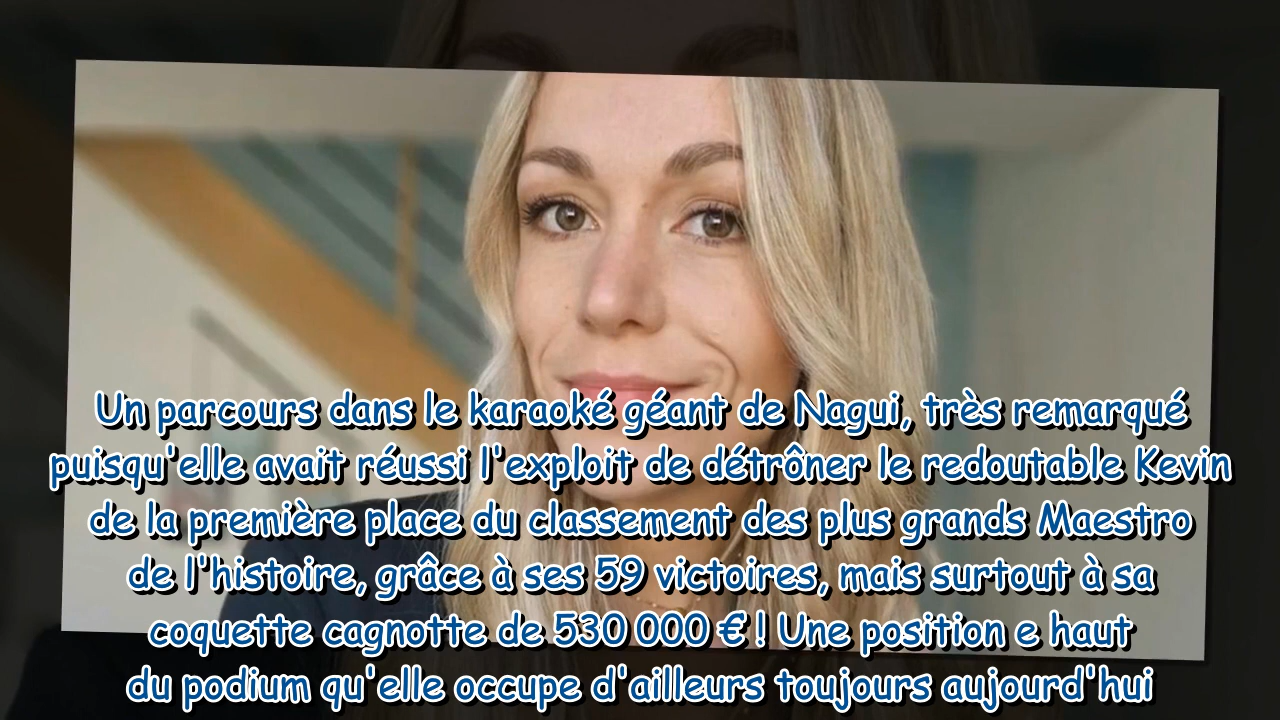 Un parcours dans le karaoké géant de Nagui, très remarqué
puisqu'elle avait réussi l'exploit de détrôner le redoutable Kevin
de la première place du classement des plus grands Maestro
de l'histoire, grâce à ses 59 victoires, mais surtout à sa
coquette cagnotte de 530 000 € ! Une position e haut
du podium qu'elle occupe d'ailleurs toujours aujourd'hui